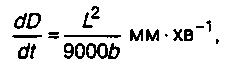 dD/dt = L²/9000b мм · хв⁻¹,